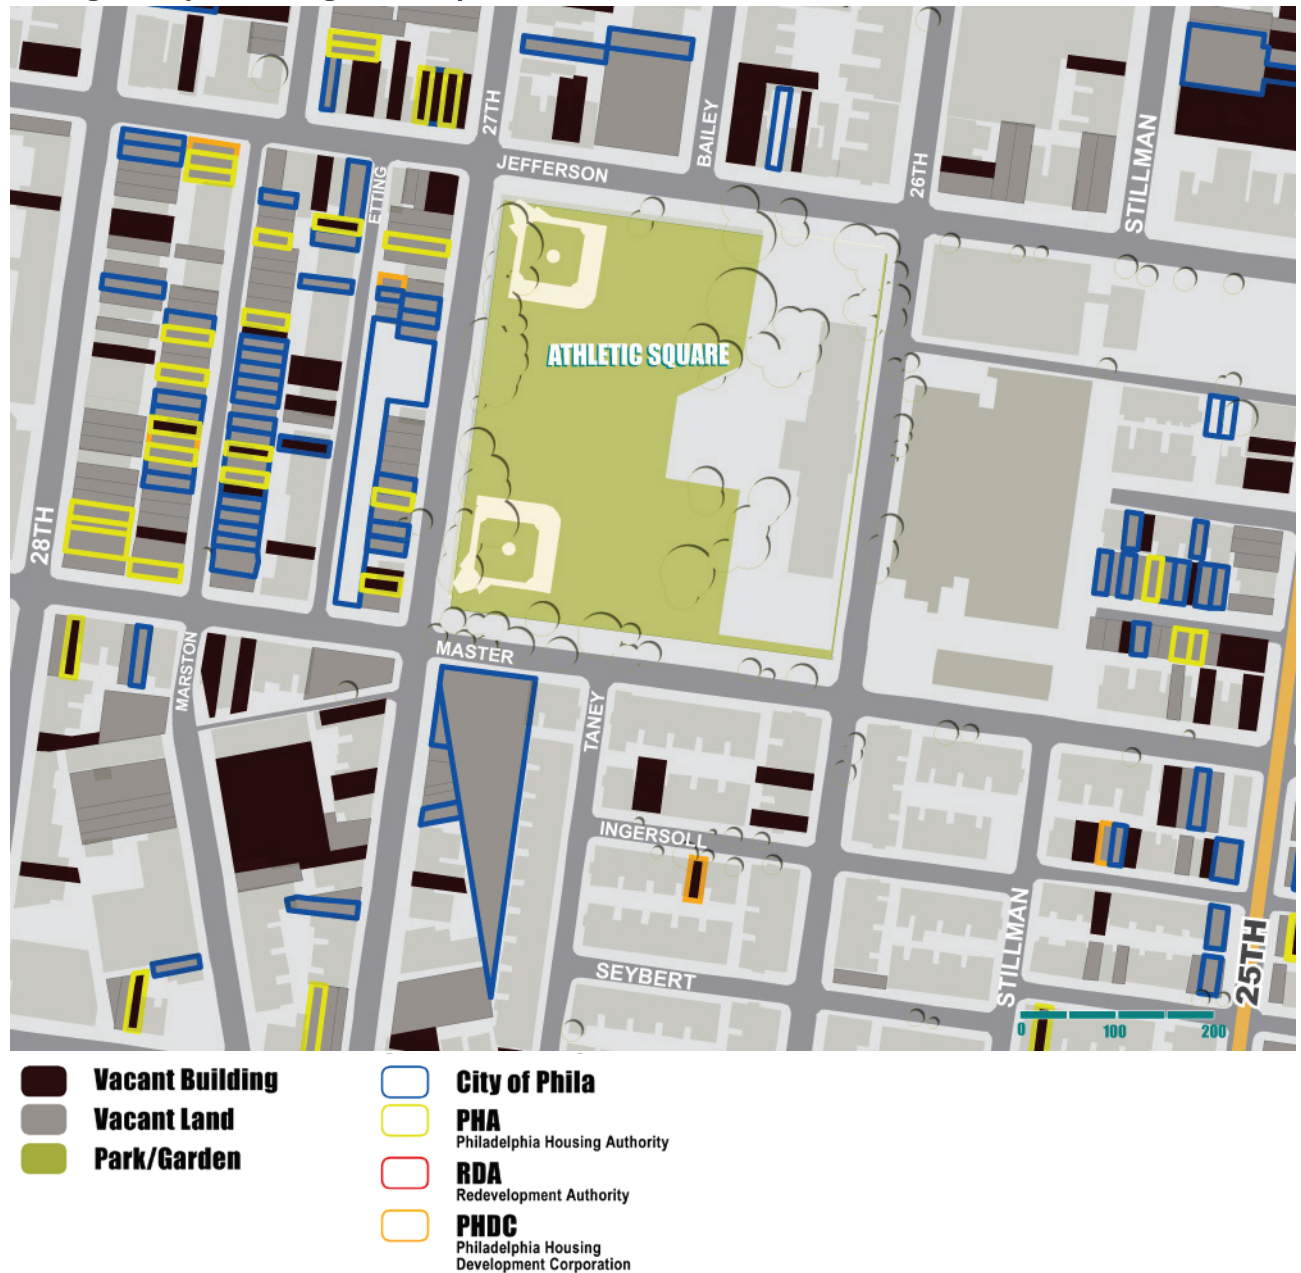 27TH
BAILEY
JEFFERSON
26TH
STILLMAN
ETTING
ATHLETIC SQUARE
28TH
MARSTON
MASTER
TANEY
INGERSOLL
STILLMAN
25TH
SEYBERT
0 100 200
Vacant Building
Vacant Land
Park/Garden
City of Phila
PHA
Philadelphia Housing Authority
RDA
Redevelopment Authority
PHDC
Philadelphia Housing
Development Corporation